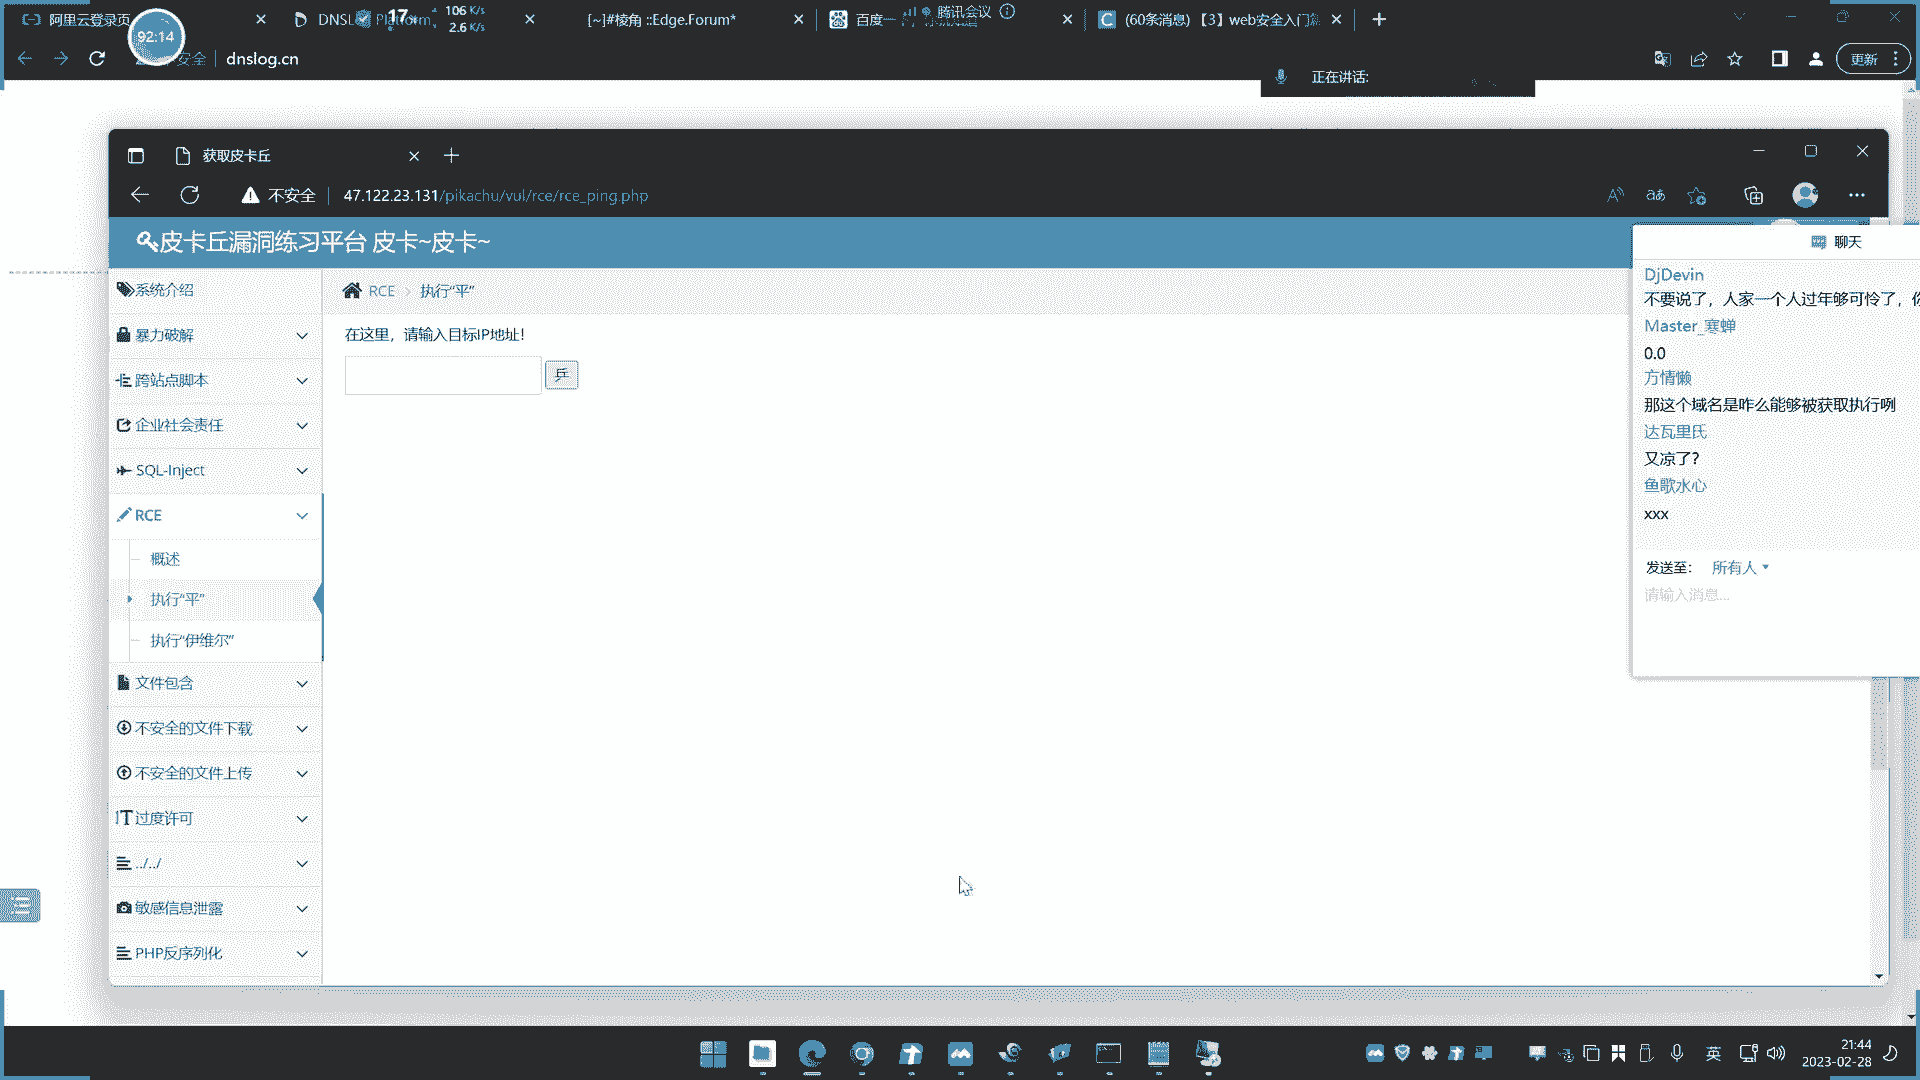 阿里云登录页
DNSL Platform
17
106 K/s
2.6 K/s
[~]#棱角 ::Edge.Forum*
百度一
腾讯会议
(60条消息) 【3】web安全入门
92:14
安全
dnslog.cn
更新
正在讲话:
获取皮卡丘
不安全
47.122.23.131/pikachu/vul/rce/rce_ping.php
皮卡丘漏洞练习平台 皮卡~皮卡~
系统介绍
暴力破解
跨站点脚本
企业社会责任
SQL-Inject
RCE
概述
执行“平”
执行“伊维尔”
文件包含
不安全的文件下载
不安全的文件上传
过度许可
../../
敏感信息泄露
PHP反序列化
RCE > 执行“平”
在这里，请输入目标IP地址!
乒
聊天
DjDevin
不要说了，人家一个人过年够可怜了，
Master_寒蝉
0.0
方情懒
那这个域名是咋么能够被获取执行咧
达瓦里氏
又凉了?
鱼歌水心
xxx
发送至: 所有人
请输入消息...
英
21:44
2023-02-28